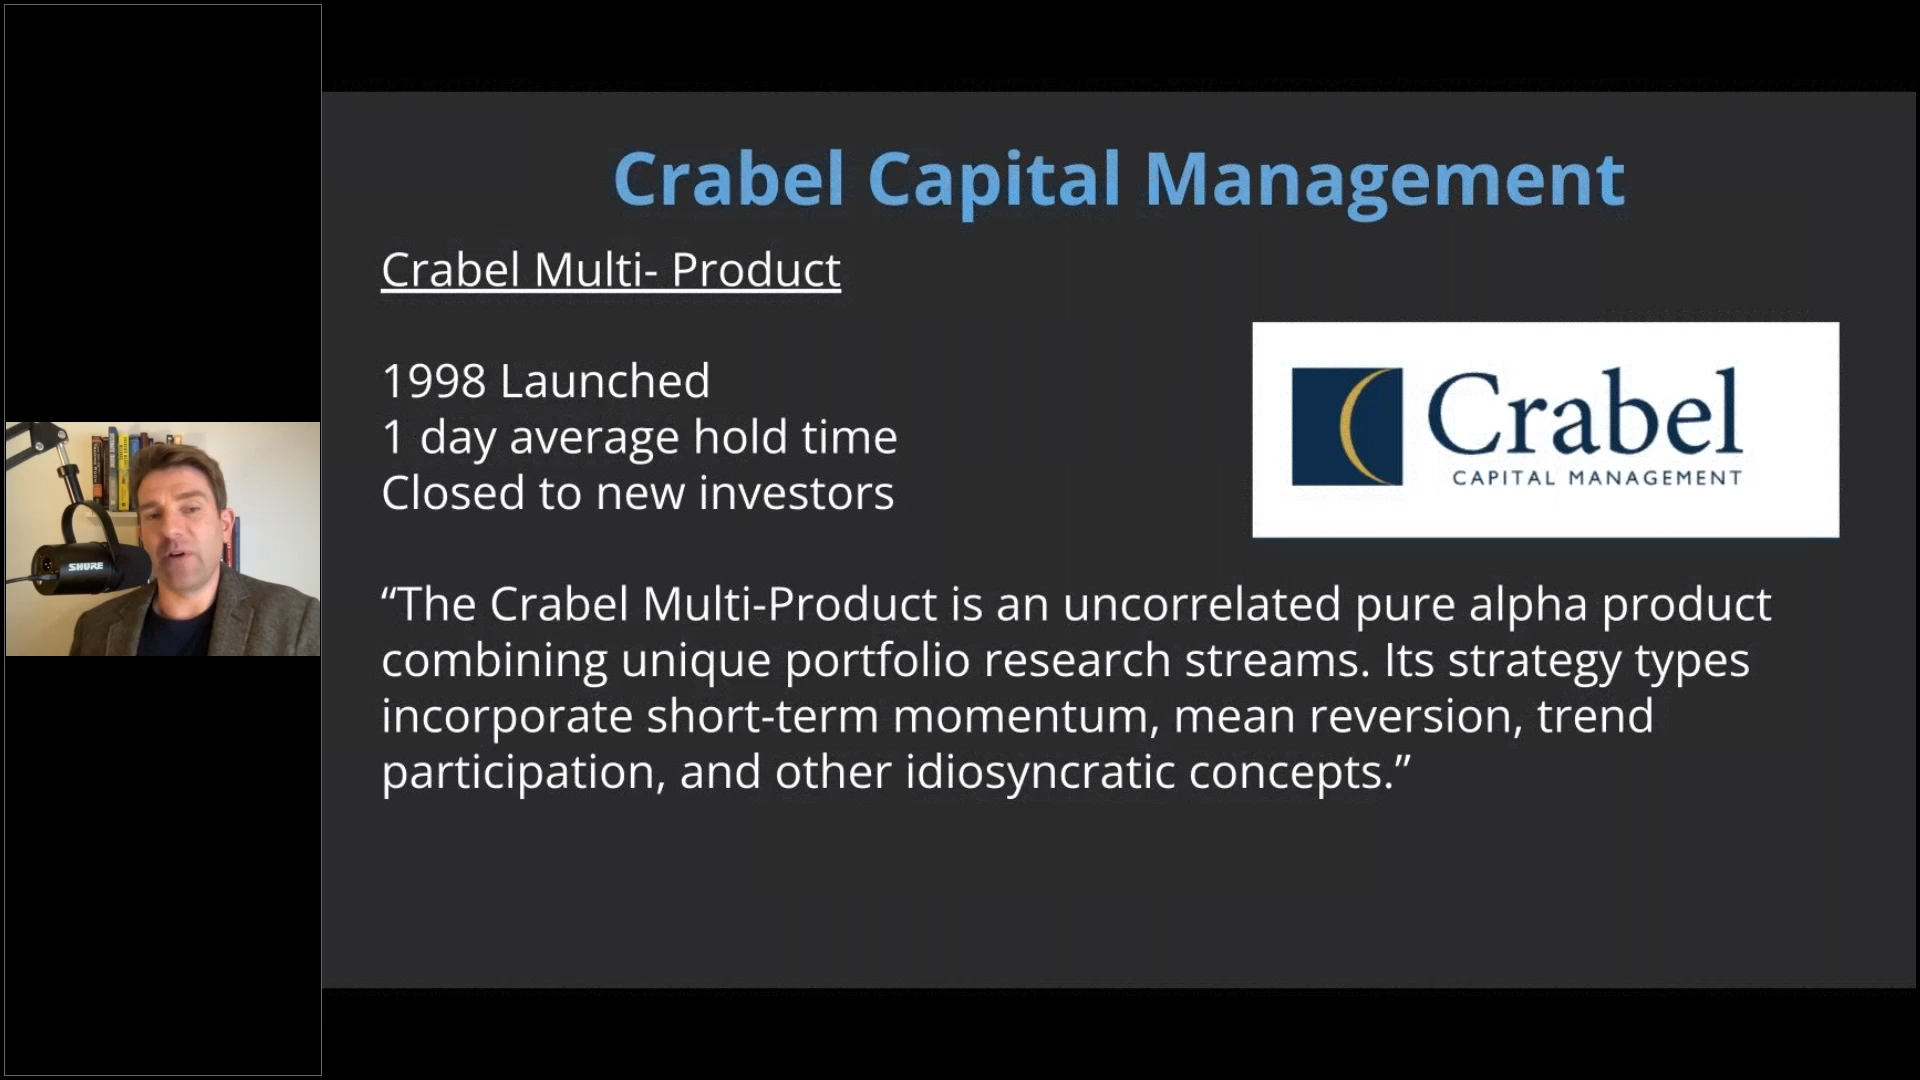 Crabel Capital Management
Crabel Multi- Product
1998 Launched
1 day average hold time
Closed to new investors
Crabel
CAPITAL MANAGEMENT
“The Crabel Multi-Product is an uncorrelated pure alpha product
combining unique portfolio research streams. Its strategy types
incorporate short-term momentum, mean reversion, trend
participation, and other idiosyncratic concepts.”
SHURE